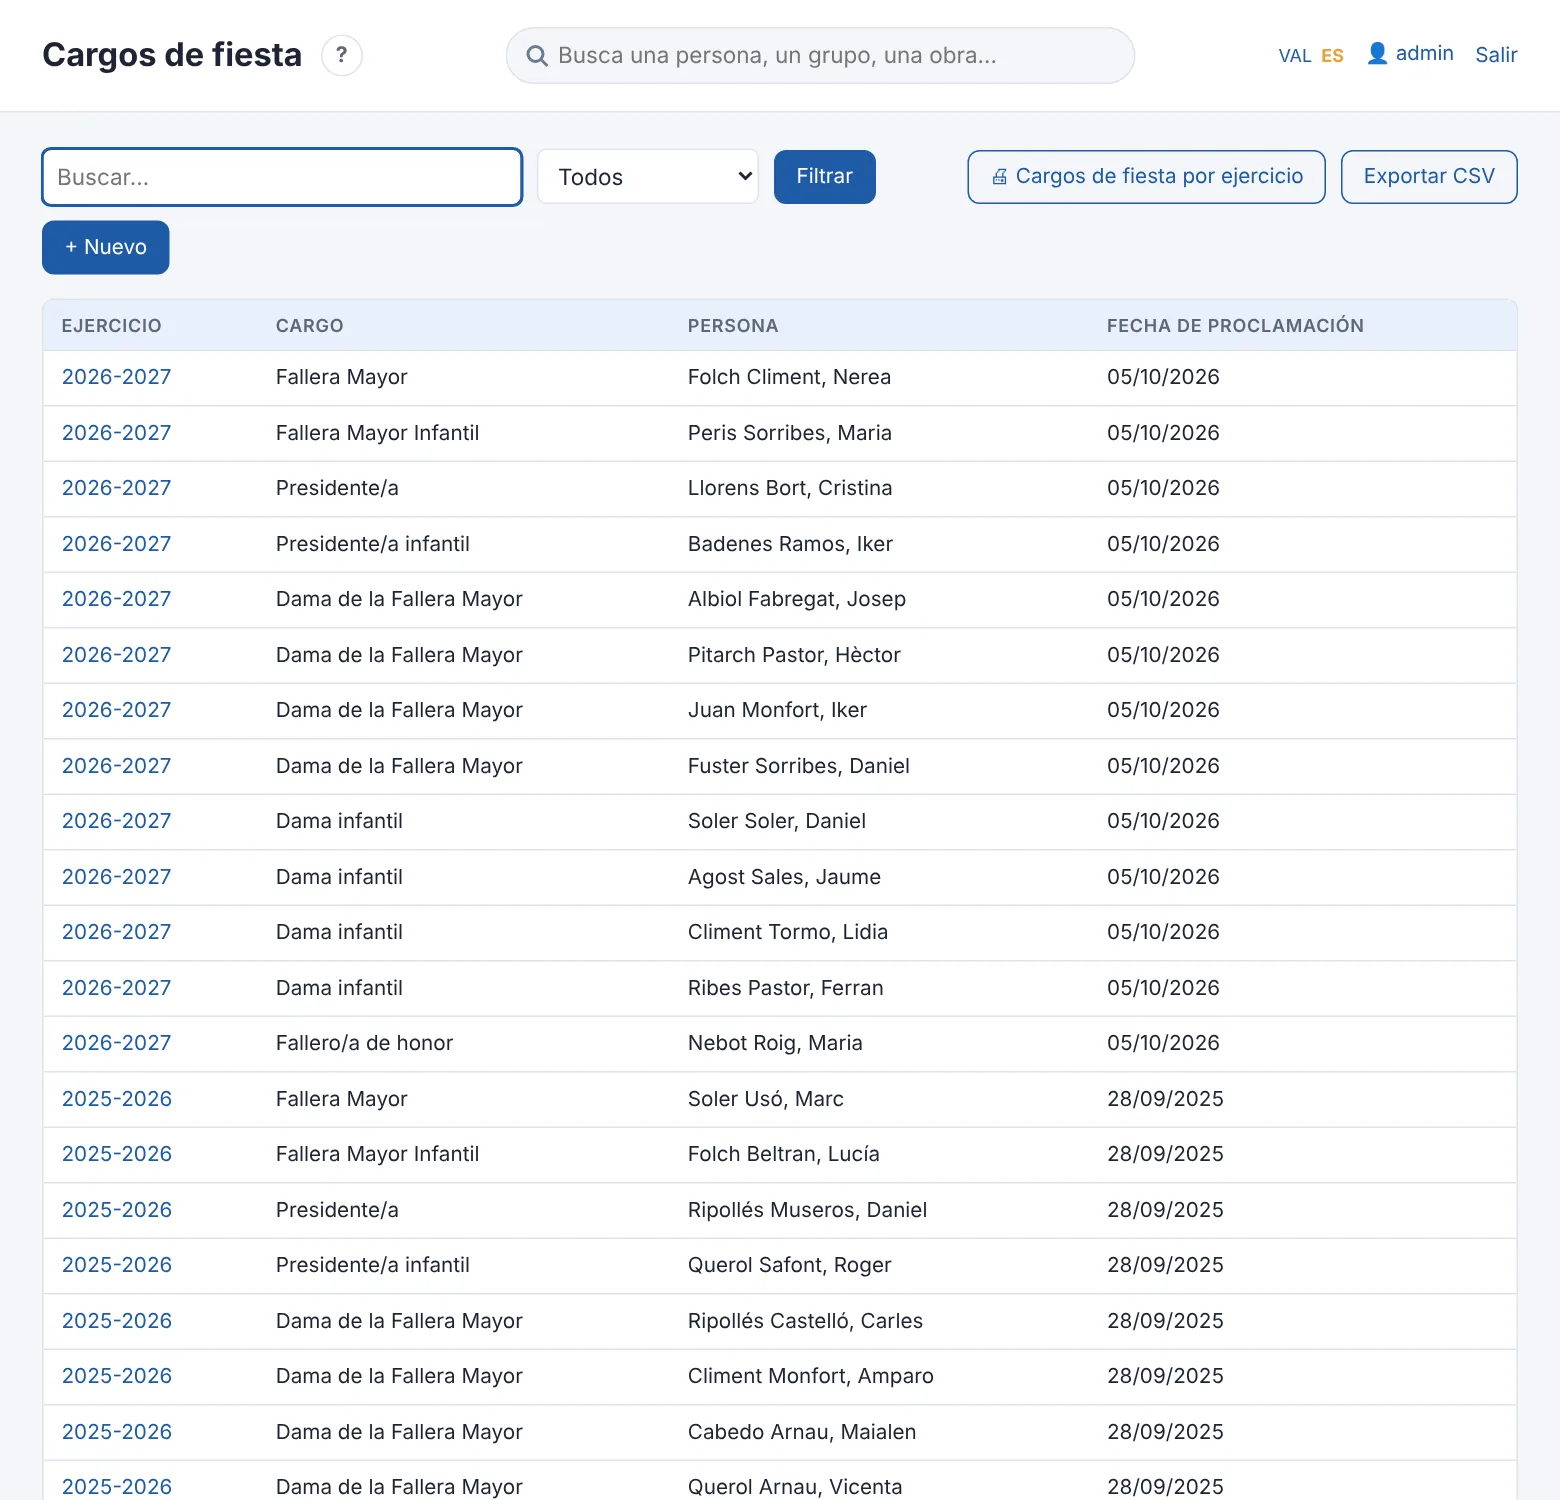 Cargos de fiesta ? Busca una persona, un grupo, una obra... VAL ES admin Salir
Buscar... Todos Filtrar Cargos de fiesta por ejercicio Exportar CSV
+ Nuevo
EJERCICIO CARGO PERSONA FECHA DE PROCLAMACIÓN
2026-2027 Fallera Mayor Folch Climent, Nerea 05/10/2026
2026-2027 Fallera Mayor Infantil Peris Sorribes, Maria 05/10/2026
2026-2027 Presidente/a Llorens Bort, Cristina 05/10/2026
2026-2027 Presidente/a infantil Badenes Ramos, Iker 05/10/2026
2026-2027 Dama de la Fallera Mayor Albiol Fabregat, Josep 05/10/2026
2026-2027 Dama de la Fallera Mayor Pitarch Pastor, Hèctor 05/10/2026
2026-2027 Dama de la Fallera Mayor Juan Monfort, Iker 05/10/2026
2026-2027 Dama de la Fallera Mayor Fuster Sorribes, Daniel 05/10/2026
2026-2027 Dama infantil Soler Soler, Daniel 05/10/2026
2026-2027 Dama infantil Agost Sales, Jaume 05/10/2026
2026-2027 Dama infantil Climent Tormo, Lidia 05/10/2026
2026-2027 Dama infantil Ribes Pastor, Ferran 05/10/2026
2026-2027 Fallero/a de honor Nebot Roig, Maria 05/10/2026
2025-2026 Fallera Mayor Soler Usó, Marc 28/09/2025
2025-2026 Fallera Mayor Infantil Folch Beltran, Lucía 28/09/2025
2025-2026 Presidente/a Ripollés Museros, Daniel 28/09/2025
2025-2026 Presidente/a infantil Querol Safont, Roger 28/09/2025
2025-2026 Dama de la Fallera Mayor Ripollés Castelló, Carles 28/09/2025
2025-2026 Dama de la Fallera Mayor Climent Monfort, Amparo 28/09/2025
2025-2026 Dama de la Fallera Mayor Cabedo Arnau, Maialen 28/09/2025
2025-2026 Dama de la Fallera Mayor Querol Arnau, Vicenta 28/09/2025